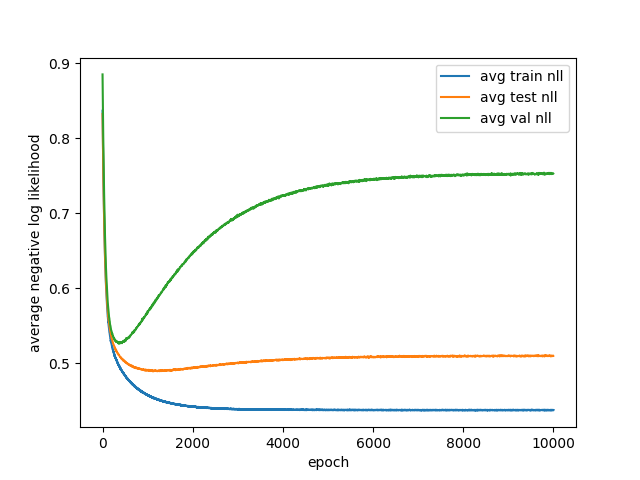 avg train nll
avg test nll
avg val nll
0.9
0.8
0.7
0.6
0.5
average negative log likelihood
0
2000
4000
6000
8000
10000
epoch